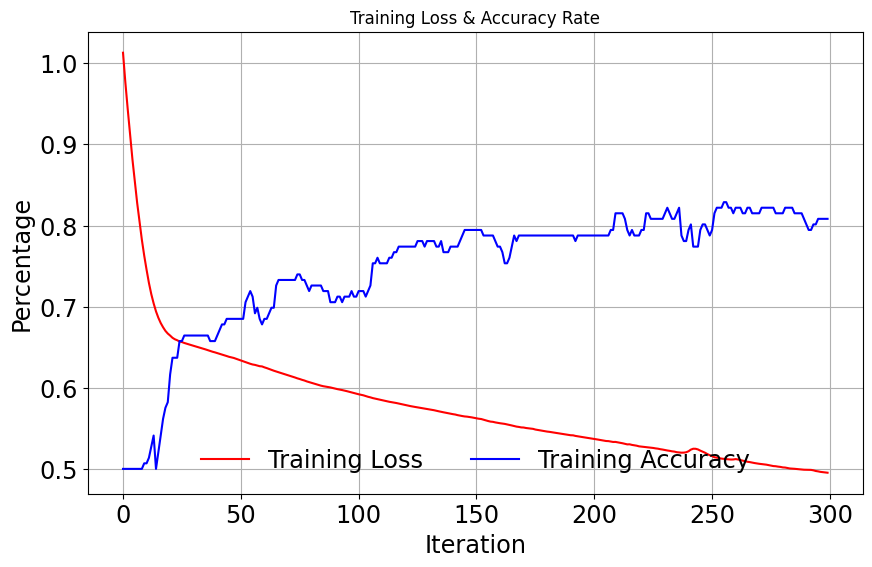 Training Loss & Accuracy Rate
1.0
0.9
0.8
0.7
0.6
0.5
Percentage
Training Loss Training Accuracy
0 50 100 150 200 250 300
Iteration